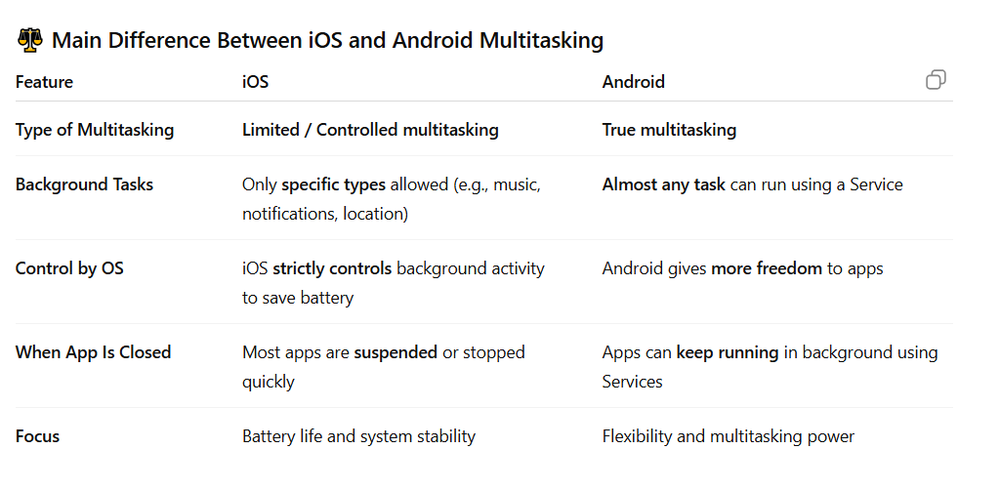 Main Difference Between iOS and Android Multitasking
Feature iOS Android
Type of Multitasking Limited / Controlled multitasking True multitasking
Background Tasks Only specific types allowed (e.g., music, Almost any task can run using a Service
notifications, location)
Control by OS iOS strictly controls background activity Android gives more freedom to apps
to save battery
When App Is Closed Most apps are suspended or stopped Apps can keep running in background using
quickly Services
Focus Battery life and system stability Flexibility and multitasking power